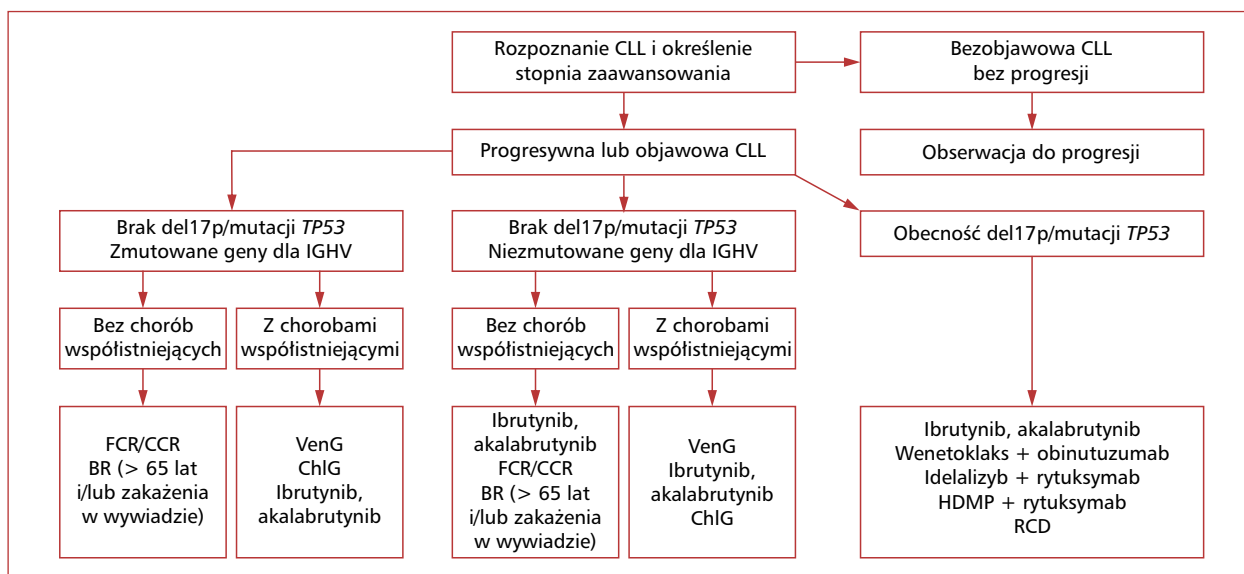 Rozpoznanie CLL i określenie
stopnia zaawansowania
Bezobjawowa CLL
bez progresji
Progresywna lub objawowa CLL
Obserwacja do progresji
Brak del17p/mutacji TP53
Zmutowane geny dla IGHV
Brak del17p/mutacji TP53
Niezmutowane geny dla IGHV
Obecność del17p/mutacji TP53
Bez chorób
współistniejących
Z chorobami
współistniejącymi
Bez chorób
współistniejących
Z chorobami
współistniejącymi
FCR/CCR
BR (> 65 lat
i/lub zakażenia
w wywiadzie)
VenG
ChlG
Ibrutynib,
akalabrutynib
Ibrutynib,
akalabrutynib
FCR/CCR
BR (> 65 lat
i/lub zakażenia
w wywiadzie)
VenG
Ibrutynib,
akalabrutynib
ChlG
Ibrutynib, akalabrutynib
Wenetoklaks + obinutuzumab
Idelalizyb + rytuksymab
HDMP + rytuksymab
RCD